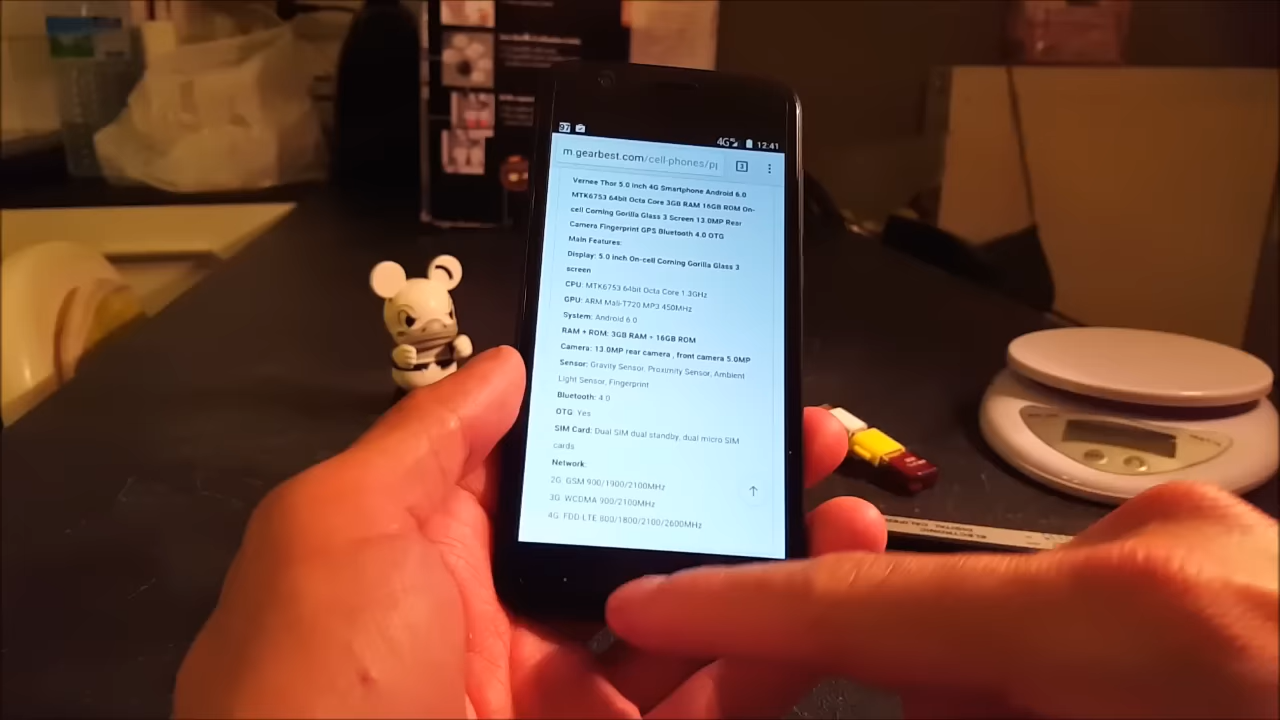 97
4G
12:41
m.gearbest.com/cell-phones/p
3
Vernee Thor 5.0 inch 4G Smartphone Android 6.0
MTK6753 64bit Octa Core 3GB RAM 16GB ROM On-
cell Corning Gorilla Glass 3 Screen 13.0MP Rear
Camera Fingerprint GPS Bluetooth 4.0 OTG
Main Features:
Display: 5.0 inch On-cell Corning Gorilla Glass 3
screen
CPU: MTK6753 64bit Octa Core 1.3GHz
GPU: ARM Mali-T720 MP3 450MHz
System: Android 6.0
RAM + ROM: 3GB RAM + 16GB ROM
Camera: 13.0MP rear camera , front camera 5.0MP
Sensor: Gravity Sensor, Proximity Sensor, Ambient
Light Sensor, Fingerprint
Bluetooth: 4.0
OTG: Yes
SIM Card: Dual SIM dual standby, dual micro SIM
cards
Network:
2G: GSM 900/1900/2100MHz
3G: WCDMA 900/2100MHz
4G: FDD-LTE 800/1800/2100/2600MHz
ELECTRONIC
DIGITAL CALIPER